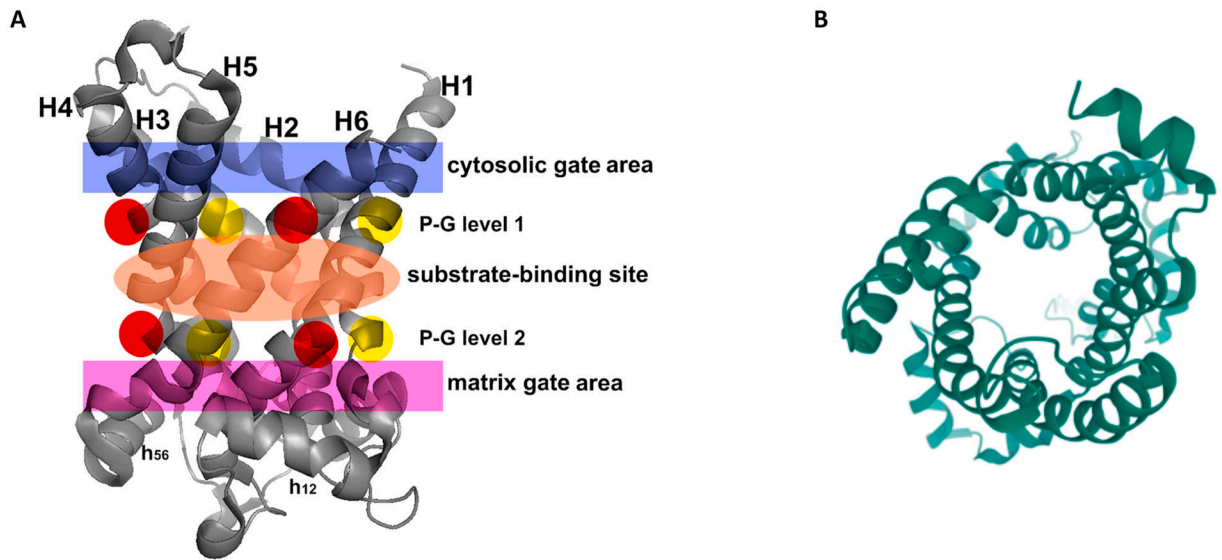 A
B
H5
H1
H4
H3
H2
H6
cytosolic gate area
P-G level 1
substrate-binding site
P-G level 2
matrix gate area
h56
h12